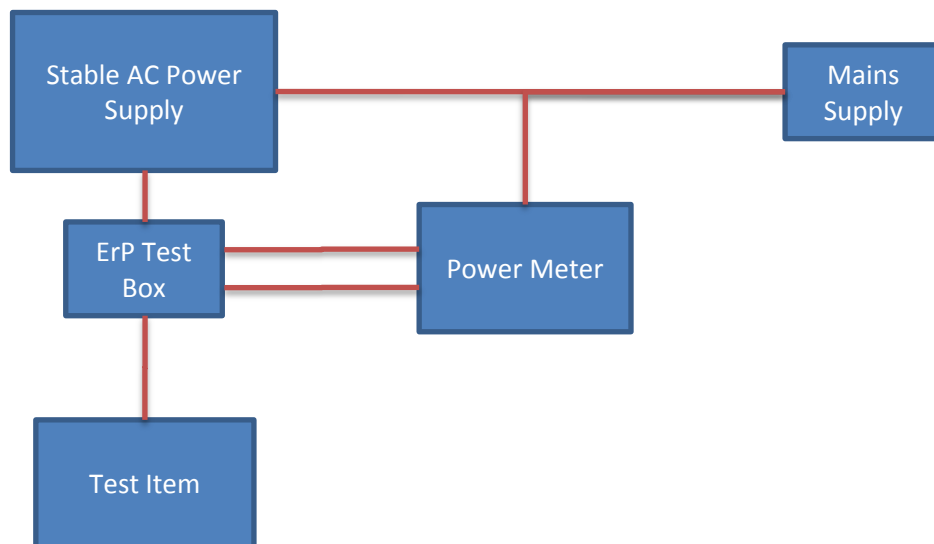 Stable AC Power
Supply
Mains
Supply
ErP Test
Box
Power Meter
Test Item